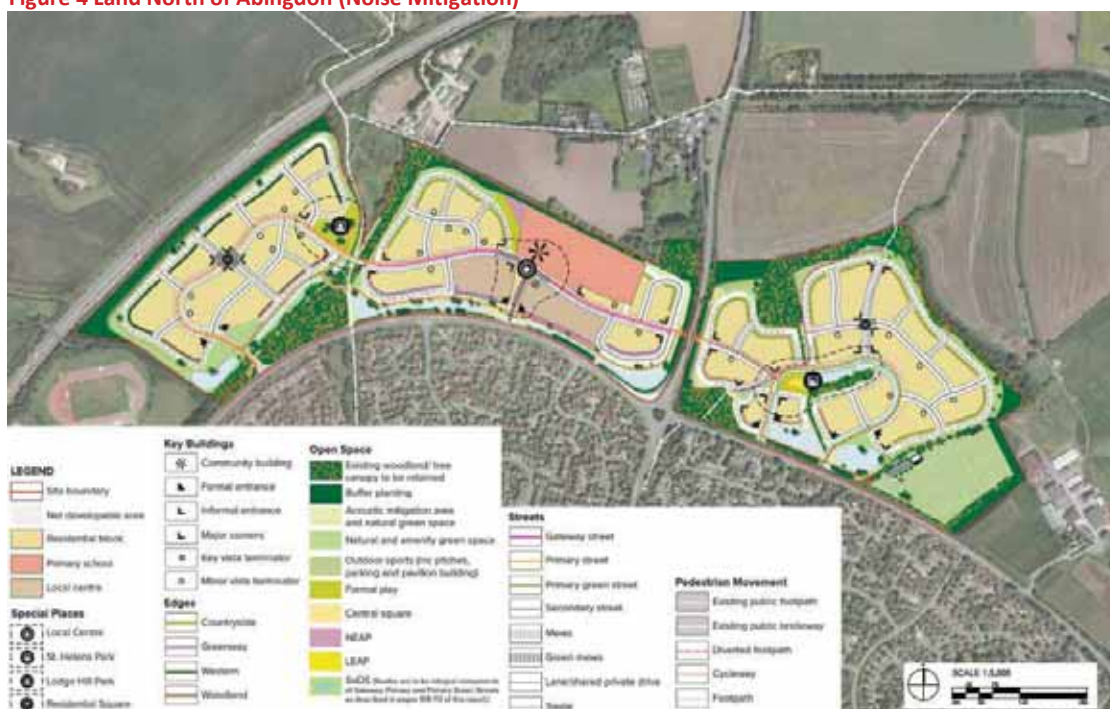 Figure 4 Land North of Abingdon (Noise Mitigation)
LEGEND
Site boundary
Net developable area
Residential block
Primary school
Local centre
Special Places
Local Centre
St. Helens Park
Lodge Hill Park
Residential Square
Key Buildings
Community building
Formal entrance
Informal entrance
Major corners
Key vista terminator
Minor vista terminator
Edges
Countryside
Greenway
Western
Woodland
Open Space
Existing woodland/ tree
canopy to be retained
Buffer planting
Acoustic mitigation area
and natural green space
Natural and amenity green space
Outdoor sports (inc pitches,
parking and pavilion building)
Formal play
Central square
NEAP
LEAP
SuDS
Streets
Gateway street
Primary street
Primary green street
Secondary street
Mews
Green mews
Lane/shared private drive
Pedestrian Movement
Existing public footpath
Existing public bridleway
Diverted footpath
Cycleway
Footpath
SCALE 1:5,000